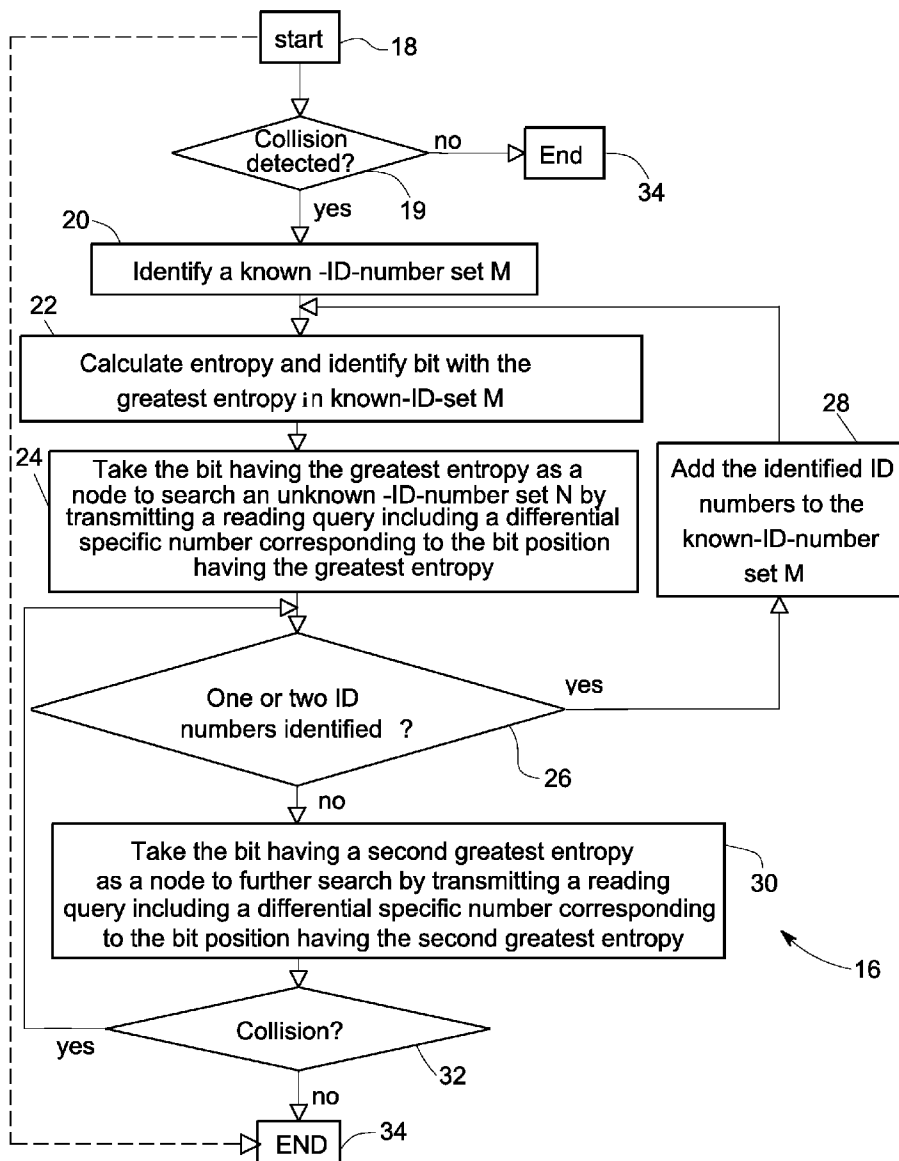 start
18
Collision
detected?
no
End
34
19
yes
20
Identify a known -ID-number set M
22
Calculate entropy and identify bit with the
greatest entropy in known-ID-set M
28
24
Take the bit having the greatest entropy as a
node to search an unknown -ID-number set N by
transmitting a reading query including a differential
specific number corresponding to the bit position
having the greatest entropy
Add the identified ID
numbers to the
known-ID-number
set M
One or two ID
numbers identified ?
yes
26
no
Take the bit having a second greatest entropy
as a node to further search by transmitting a reading
query including a differential specific number corresponding
to the bit position having the second greatest entropy
30
16
Collision?
yes
32
no
END
34